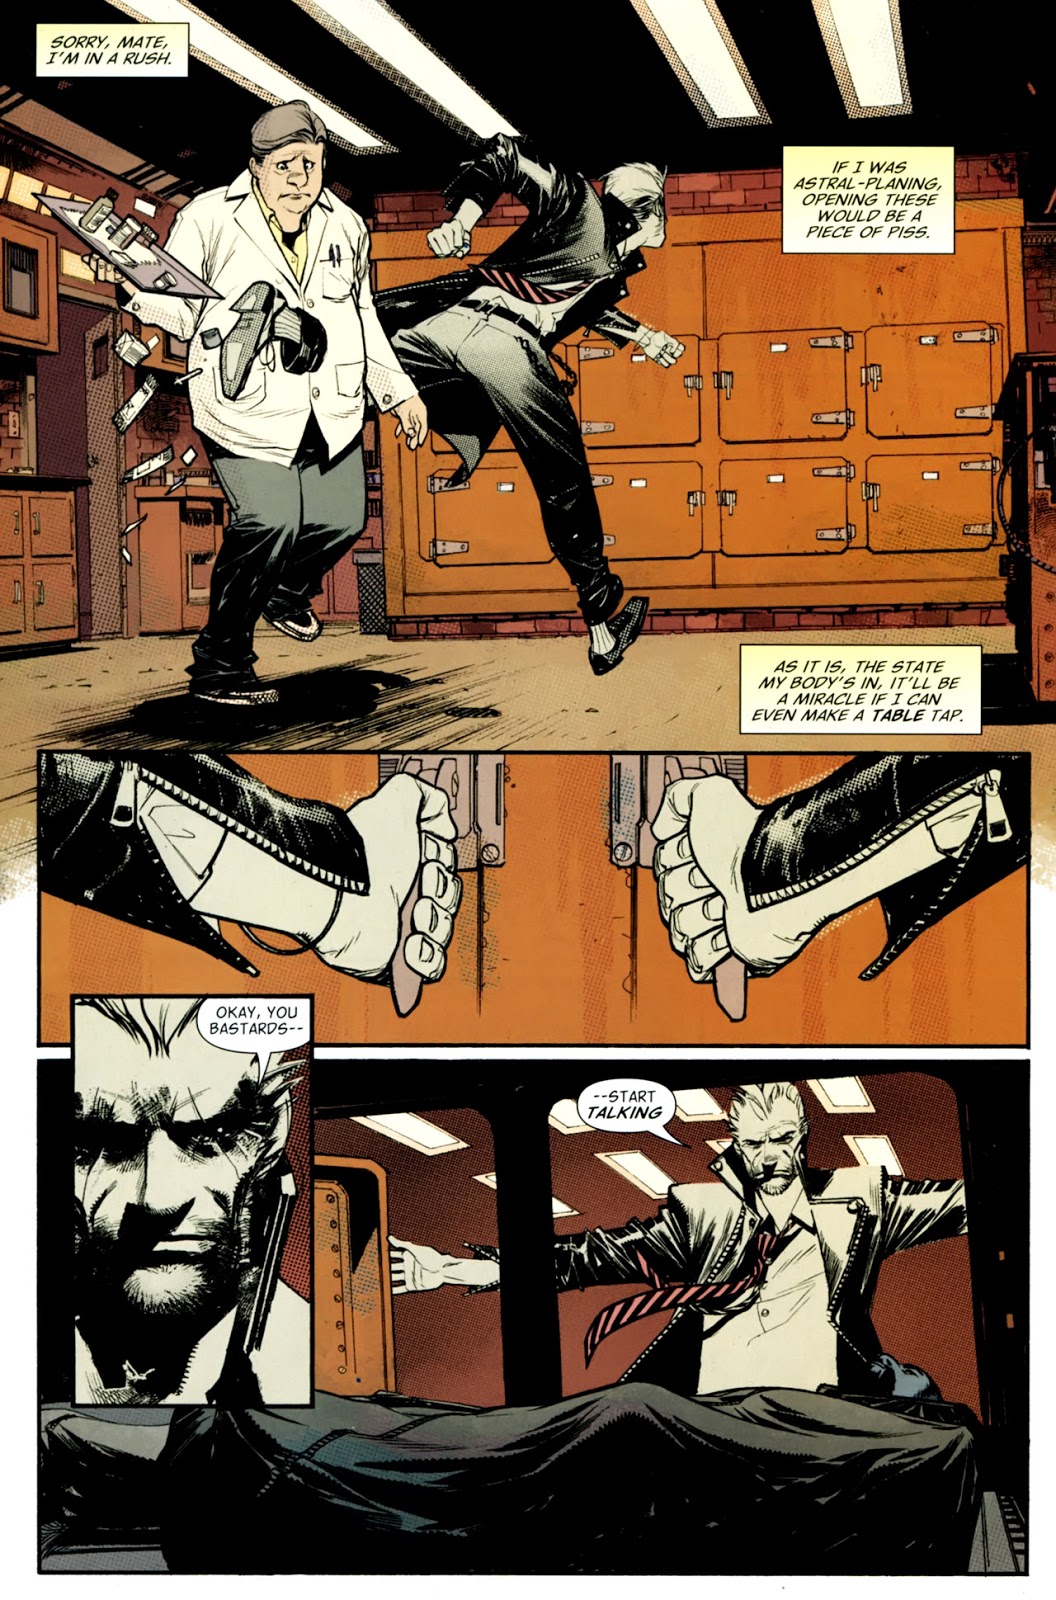 SORRY, MATE,
I'M IN A RUSH.
IF I WAS
ASTRAL-PLANING,
OPENING THESE
WOULD BE A
PIECE OF PISS.
AS IT IS, THE STATE
MY BODY'S IN, IT'LL BE
A MIRACLE IF I CAN
EVEN MAKE A TABLE TAP.
OKAY, YOU
BASTARDS--
--START
TALKING